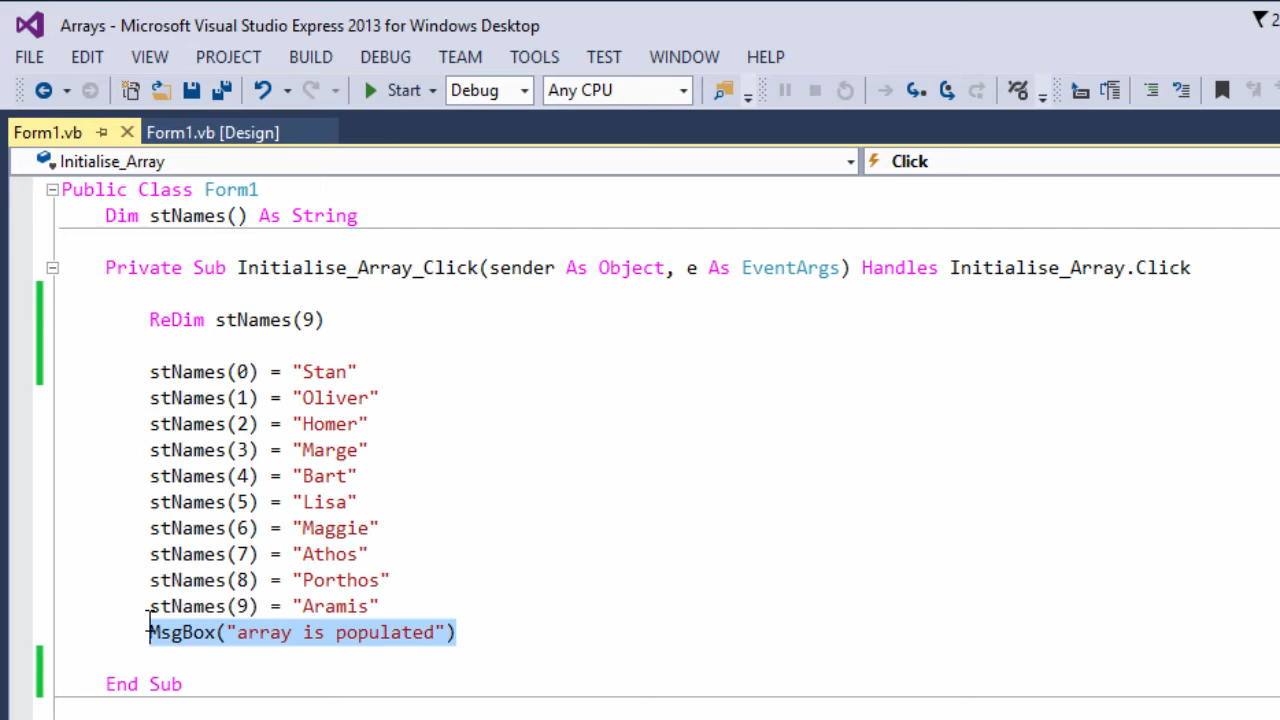 Arrays - Microsoft Visual Studio Express 2013 for Windows Desktop
2
FILE EDIT VIEW PROJECT BUILD DEBUG TEAM TOOLS TEST WINDOW HELP
Start Debug Any CPU
Form1.vb Form1.vb [Design]
Initialise_Array Click
Public Class Form1
Dim stNames() As String
Private Sub Initialise_Array_Click(sender As Object, e As EventArgs) Handles Initialise_Array.Click
ReDim stNames(9)
stNames(0) = "Stan"
stNames(1) = "Oliver"
stNames(2) = "Homer"
stNames(3) = "Marge"
stNames(4) = "Bart"
stNames(5) = "Lisa"
stNames(6) = "Maggie"
stNames(7) = "Athos"
stNames(8) = "Porthos"
stNames(9) = "Aramis"
MsgBox("array is populated")
End Sub